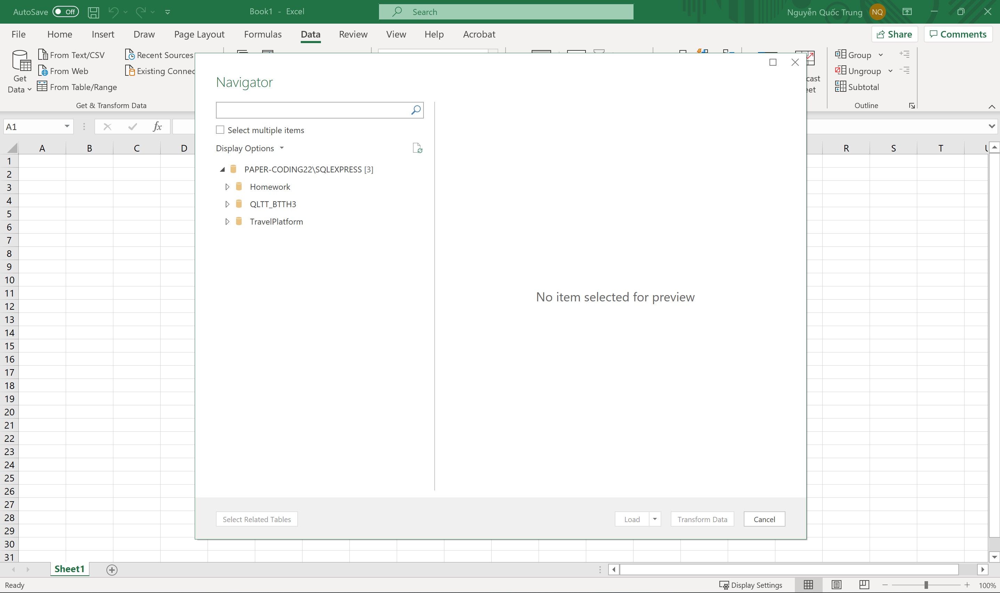 AutoSave Off Book1 - Excel Search Nguyễn Quốc Trung NQ
File Home Insert Draw Page Layout Formulas Data Review View Help Acrobat Share Comments
Get Data
From Text/CSV
From Web
From Table/Range
Recent Sources
Existing Connec
Get & Transform Data
cast
eet
Group
Ungroup
Subtotal
Outline
A1 fx
A B C D R S T
1
2
3
4
5
6
7
8
9
10
11
12
13
14
15
16
17
18
19
20
21
22
23
24
25
26
27
28
29
30
31
Navigator
Select multiple items
Display Options
PAPER-CODING22\SQLEXPRESS [3]
Homework
QLTT_BTTH3
TravelPlatform
No item selected for preview
Select Related Tables Load Transform Data Cancel
Sheet1
Ready Display Settings 100%